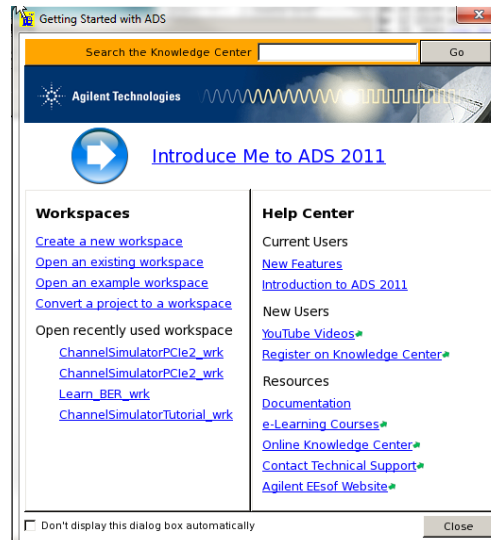 Getting Started with ADS
Search the Knowledge Center
Go
Agilent Technologies
Introduce Me to ADS 2011
Workspaces
Create a new workspace
Open an existing workspace
Open an example workspace
Convert a project to a workspace
Open recently used workspace
ChannelSimulatorPCIe2_wrk
ChannelSimulatorPCIe2_wrk
Learn_BER_wrk
ChannelSimulatorTutorial_wrk
Help Center
Current Users
New Features
Introduction to ADS 2011
New Users
YouTube Videos
Register on Knowledge Center
Resources
Documentation
e-Learning Courses
Online Knowledge Center
Contact Technical Support
Agilent EEsof Website
Don't display this dialog box automatically
Close